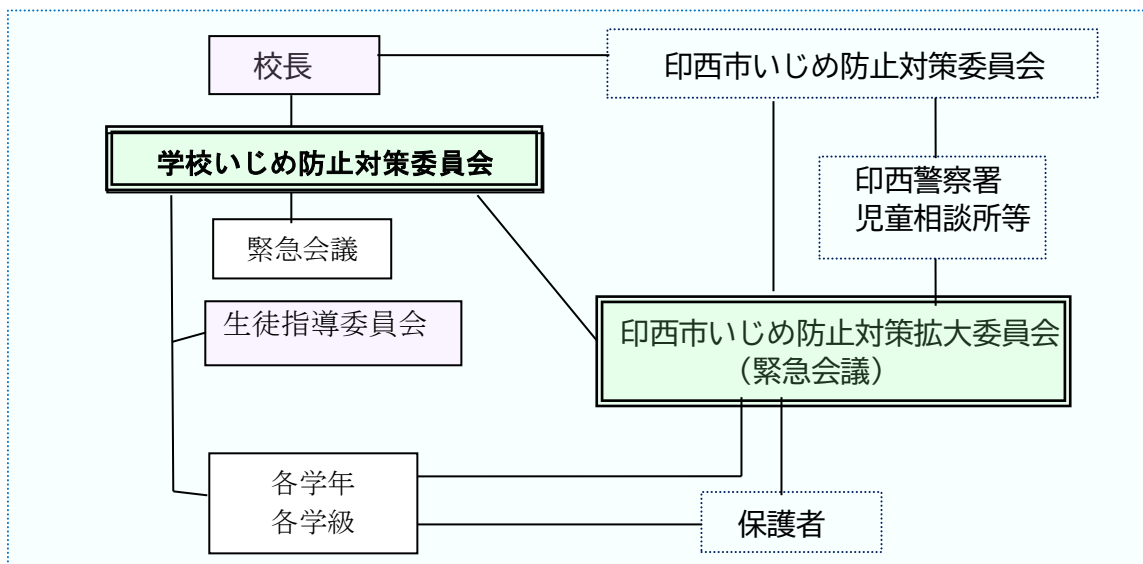 校長
印西市いじめ防止対策委員会
学校いじめ防止対策委員会
印西警察署
児童相談所等
緊急会議
生徒指導委員会
印西市いじめ防止対策拡大委員会
（緊急会議）
各学年
各学級
保護者